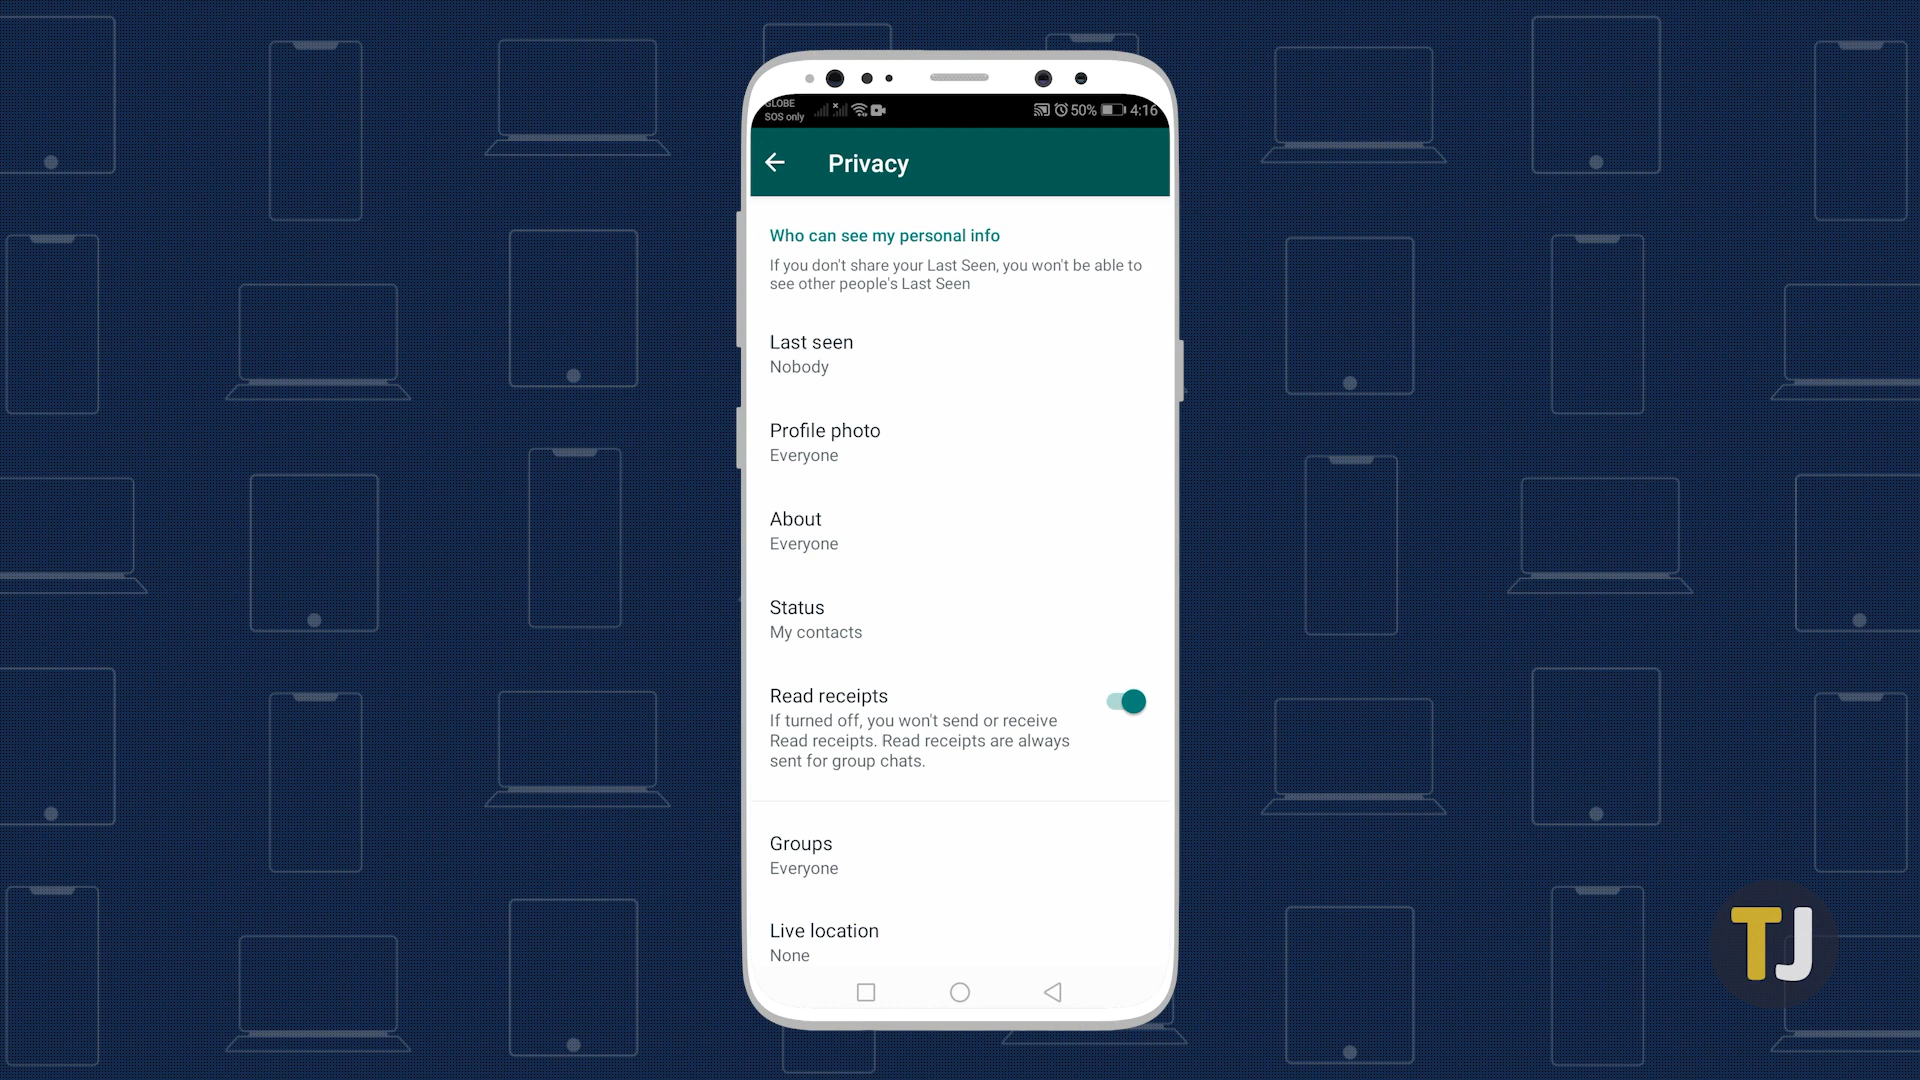 GLOBE
SOS only
50% 4:16
Privacy
Who can see my personal info
If you don't share your Last Seen, you won't be able to
see other people's Last Seen
Last seen
Nobody
Profile photo
Everyone
About
Everyone
Status
My contacts
Read receipts
If turned off, you won't send or receive
Read receipts. Read receipts are always
sent for group chats.
Groups
Everyone
Live location
None
TJ